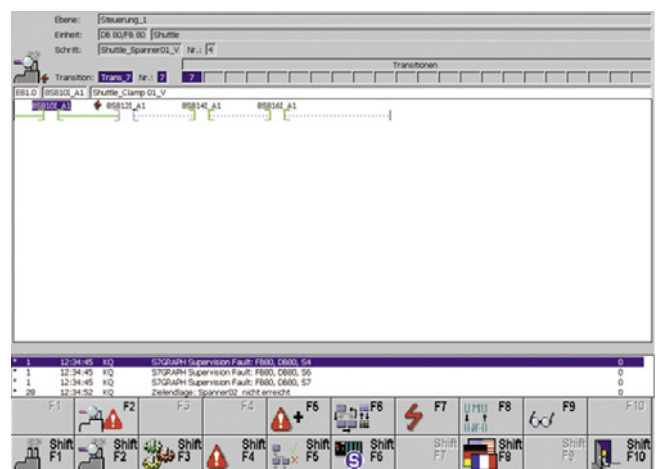 Ebene: Steuerung_1
Einheit: DB 80/FB 80 Shuttle
Schritt: Shuttle_Spanner01_V Nr.: 4
Transitionen
Transition: Trans_7 Nr.: 7 7
E81.0 BSB10I_A1 Shuttle_Clamp 01_V
BSB10I_A1 BSB12I_A1 BSB14I_A1 BSB16I_A1
* 1 12:34:45 KQ S7GRAPH Supervision Fault: FB80, DB80, S4 0
* 1 12:34:45 KQ S7GRAPH Supervision Fault: FB80, DB80, S6 0
* 1 12:34:45 KQ S7GRAPH Supervision Fault: FB80, DB80, S7 0
* 28 12:34:52 KQ Zielendlage: Spanner02 nicht erreicht 0
F1 F2 F3 F4 F5 F6 F7 F8 F9 F10
Shift F1 Shift F2 Shift F3 Shift F4 Shift F5 Shift F6 Shift F7 Shift F8 Shift F9 Shift F10